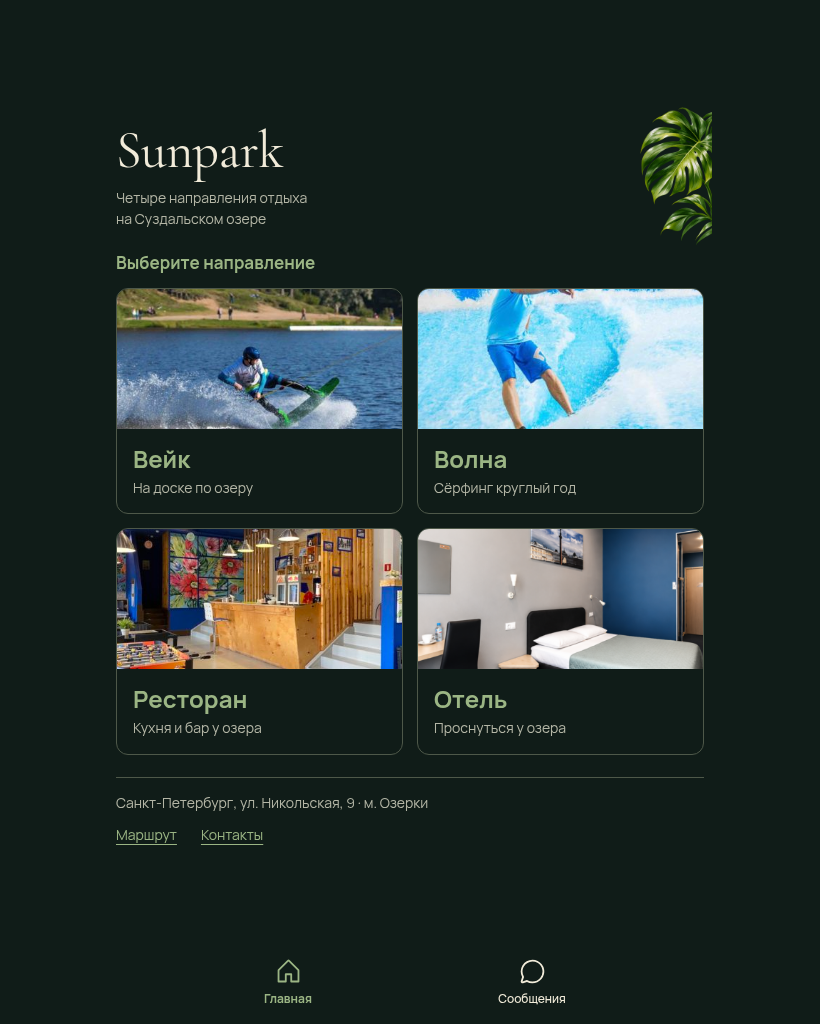 Sunpark
Четыре направления отдыха
на Суздальском озере
Выберите направление
Вейк
На доске по озеру
Волна
Сёрфинг круглый год
Ресторан
Кухня и бар у озера
Отель
Проснуться у озера
Санкт-Петербург, ул. Никольская, 9 · м. Озерки
Маршрут
Контакты
Главная
Сообщения